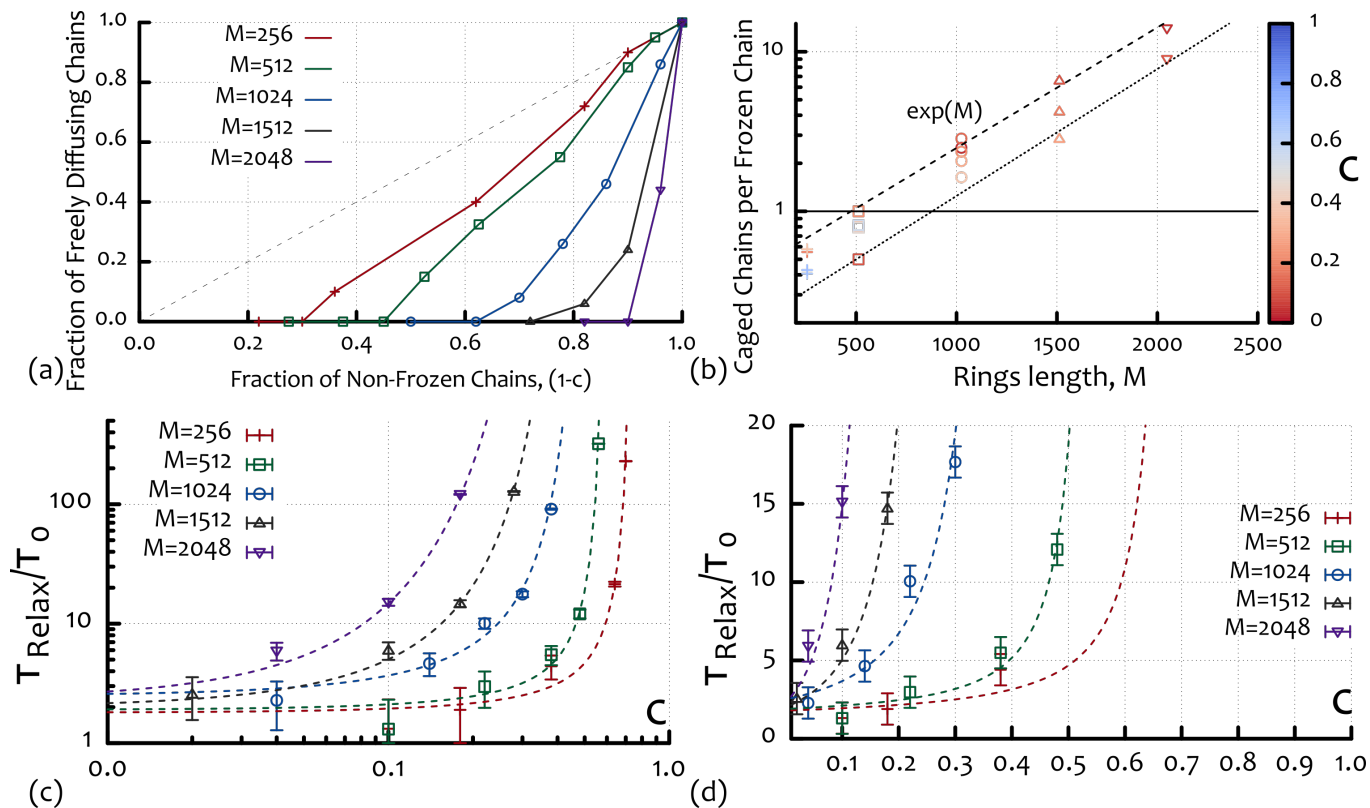 Fraction of Freely Diffusing Chains
1.0
0.8
0.6
0.4
0.2
0.0
M=256
M=512
M=1024
M=1512
M=2048
0.0 0.2 0.4 0.6 0.8 1.0
Fraction of Non-Frozen Chains, (1-c)
(a)
Caged Chains per Frozen Chain
10
1
exp(M)
500 1000 1500 2000 2500
Rings length, M
1
0.8
0.6
0.4
0.2
0
C
(b)
T Relax/T0
100
10
1
M=256
M=512
M=1024
M=1512
M=2048
C
0.0 0.1 1.0
(c)
T Relax/T0
20
15
10
5
0
M=256
M=512
M=1024
M=1512
M=2048
C
0.1 0.2 0.3 0.4 0.5 0.6 0.7 0.8 0.9 1.0
(d)